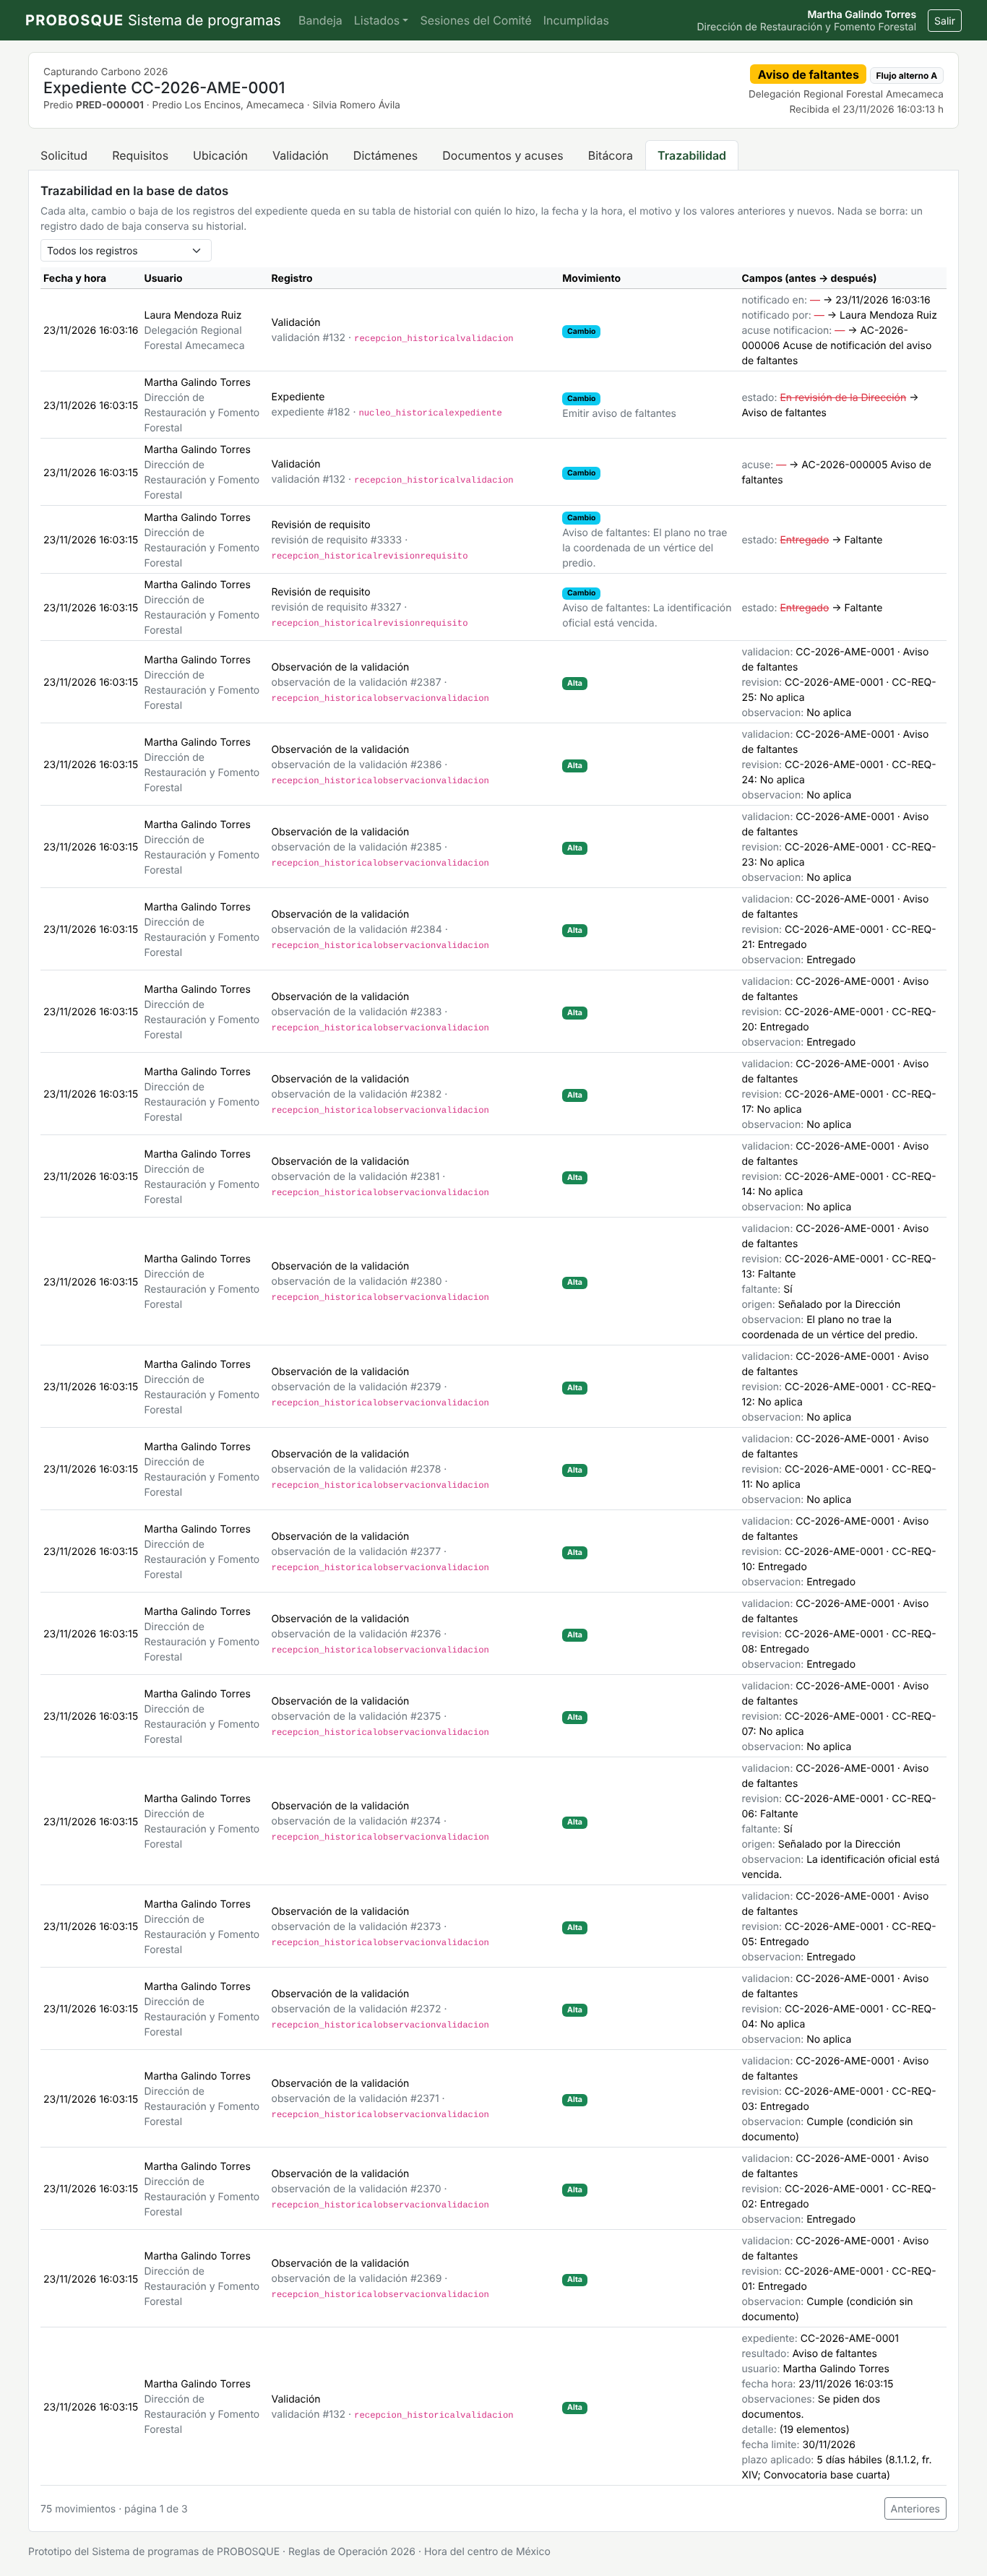 PROBOSQUE Sistema de programas Bandeja Listados Sesiones del Comité Incumplidas Martha Galindo Torres Salir
Dirección de Restauración y Fomento Forestal
Capturando Carbono 2026
Expediente CC-2026-AME-0001
Predio PRED-000001 · Predio Los Encinos, Amecameca · Silvia Romero Ávila
Aviso de faltantes Flujo alterno A
Delegación Regional Forestal Amecameca
Recibida el 23/11/2026 16:03:13 h
Solicitud Requisitos Ubicación Validación Dictámenes Documentos y acuses Bitácora Trazabilidad
Trazabilidad en la base de datos
Cada alta, cambio o baja de los registros del expediente queda en su tabla de historial con quién lo hizo, la fecha y la hora, el motivo y los valores anteriores y nuevos. Nada se borra: un
registro dado de baja conserva su historial.
Todos los registros
Fecha y hora Usuario Registro Movimiento Campos (antes → después)
23/11/2026 16:03:16
Laura Mendoza Ruiz
Delegación Regional
Forestal Amecameca
Validación
validación #132 · recepcion_historicalvalidacion
Cambio
notificado en: — → 23/11/2026 16:03:16
notificado por: — → Laura Mendoza Ruiz
acuse notificacion: — → AC-2026-
000006 Acuse de notificación del aviso
de faltantes
23/11/2026 16:03:15
Martha Galindo Torres
Dirección de
Restauración y Fomento
Forestal
Expediente
expediente #182 · nucleo_historicalexpediente
Cambio
Emitir aviso de faltantes
estado: En revisión de la Dirección →
Aviso de faltantes
23/11/2026 16:03:15
Martha Galindo Torres
Dirección de
Restauración y Fomento
Forestal
Validación
validación #132 · recepcion_historicalvalidacion
Cambio
acuse: — → AC-2026-000005 Aviso de
faltantes
23/11/2026 16:03:15
Martha Galindo Torres
Dirección de
Restauración y Fomento
Forestal
Revisión de requisito
revisión de requisito #3333 ·
recepcion_historicalrevisionrequisito
Cambio
Aviso de faltantes: El plano no trae
la coordenada de un vértice del
predio.
estado: Entregado → Faltante
23/11/2026 16:03:15
Martha Galindo Torres
Dirección de
Restauración y Fomento
Forestal
Revisión de requisito
revisión de requisito #3327 ·
recepcion_historicalrevisionrequisito
Cambio
Aviso de faltantes: La identificación
oficial está vencida.
estado: Entregado → Faltante
23/11/2026 16:03:15
Martha Galindo Torres
Dirección de
Restauración y Fomento
Forestal
Observación de la validación
observación de la validación #2387 ·
recepcion_historicalobservacionvalidacion
Alta
validacion: CC-2026-AME-0001 · Aviso
de faltantes
revision: CC-2026-AME-0001 · CC-REQ-
25: No aplica
observacion: No aplica
23/11/2026 16:03:15
Martha Galindo Torres
Dirección de
Restauración y Fomento
Forestal
Observación de la validación
observación de la validación #2386 ·
recepcion_historicalobservacionvalidacion
Alta
validacion: CC-2026-AME-0001 · Aviso
de faltantes
revision: CC-2026-AME-0001 · CC-REQ-
24: No aplica
observacion: No aplica
23/11/2026 16:03:15
Martha Galindo Torres
Dirección de
Restauración y Fomento
Forestal
Observación de la validación
observación de la validación #2385 ·
recepcion_historicalobservacionvalidacion
Alta
validacion: CC-2026-AME-0001 · Aviso
de faltantes
revision: CC-2026-AME-0001 · CC-REQ-
23: No aplica
observacion: No aplica
23/11/2026 16:03:15
Martha Galindo Torres
Dirección de
Restauración y Fomento
Forestal
Observación de la validación
observación de la validación #2384 ·
recepcion_historicalobservacionvalidacion
Alta
validacion: CC-2026-AME-0001 · Aviso
de faltantes
revision: CC-2026-AME-0001 · CC-REQ-
21: Entregado
observacion: Entregado
23/11/2026 16:03:15
Martha Galindo Torres
Dirección de
Restauración y Fomento
Forestal
Observación de la validación
observación de la validación #2383 ·
recepcion_historicalobservacionvalidacion
Alta
validacion: CC-2026-AME-0001 · Aviso
de faltantes
revision: CC-2026-AME-0001 · CC-REQ-
20: Entregado
observacion: Entregado
23/11/2026 16:03:15
Martha Galindo Torres
Dirección de
Restauración y Fomento
Forestal
Observación de la validación
observación de la validación #2382 ·
recepcion_historicalobservacionvalidacion
Alta
validacion: CC-2026-AME-0001 · Aviso
de faltantes
revision: CC-2026-AME-0001 · CC-REQ-
17: No aplica
observacion: No aplica
23/11/2026 16:03:15
Martha Galindo Torres
Dirección de
Restauración y Fomento
Forestal
Observación de la validación
observación de la validación #2381 ·
recepcion_historicalobservacionvalidacion
Alta
validacion: CC-2026-AME-0001 · Aviso
de faltantes
revision: CC-2026-AME-0001 · CC-REQ-
14: No aplica
observacion: No aplica
23/11/2026 16:03:15
Martha Galindo Torres
Dirección de
Restauración y Fomento
Forestal
Observación de la validación
observación de la validación #2380 ·
recepcion_historicalobservacionvalidacion
Alta
validacion: CC-2026-AME-0001 · Aviso
de faltantes
revision: CC-2026-AME-0001 · CC-REQ-
13: Faltante
faltante: Sí
origen: Señalado por la Dirección
observacion: El plano no trae la
coordenada de un vértice del predio.
23/11/2026 16:03:15
Martha Galindo Torres
Dirección de
Restauración y Fomento
Forestal
Observación de la validación
observación de la validación #2379 ·
recepcion_historicalobservacionvalidacion
Alta
validacion: CC-2026-AME-0001 · Aviso
de faltantes
revision: CC-2026-AME-0001 · CC-REQ-
12: No aplica
observacion: No aplica
23/11/2026 16:03:15
Martha Galindo Torres
Dirección de
Restauración y Fomento
Forestal
Observación de la validación
observación de la validación #2378 ·
recepcion_historicalobservacionvalidacion
Alta
validacion: CC-2026-AME-0001 · Aviso
de faltantes
revision: CC-2026-AME-0001 · CC-REQ-
11: No aplica
observacion: No aplica
23/11/2026 16:03:15
Martha Galindo Torres
Dirección de
Restauración y Fomento
Forestal
Observación de la validación
observación de la validación #2377 ·
recepcion_historicalobservacionvalidacion
Alta
validacion: CC-2026-AME-0001 · Aviso
de faltantes
revision: CC-2026-AME-0001 · CC-REQ-
10: Entregado
observacion: Entregado
23/11/2026 16:03:15
Martha Galindo Torres
Dirección de
Restauración y Fomento
Forestal
Observación de la validación
observación de la validación #2376 ·
recepcion_historicalobservacionvalidacion
Alta
validacion: CC-2026-AME-0001 · Aviso
de faltantes
revision: CC-2026-AME-0001 · CC-REQ-
08: Entregado
observacion: Entregado
23/11/2026 16:03:15
Martha Galindo Torres
Dirección de
Restauración y Fomento
Forestal
Observación de la validación
observación de la validación #2375 ·
recepcion_historicalobservacionvalidacion
Alta
validacion: CC-2026-AME-0001 · Aviso
de faltantes
revision: CC-2026-AME-0001 · CC-REQ-
07: No aplica
observacion: No aplica
23/11/2026 16:03:15
Martha Galindo Torres
Dirección de
Restauración y Fomento
Forestal
Observación de la validación
observación de la validación #2374 ·
recepcion_historicalobservacionvalidacion
Alta
validacion: CC-2026-AME-0001 · Aviso
de faltantes
revision: CC-2026-AME-0001 · CC-REQ-
06: Faltante
faltante: Sí
origen: Señalado por la Dirección
observacion: La identificación oficial está
vencida.
23/11/2026 16:03:15
Martha Galindo Torres
Dirección de
Restauración y Fomento
Forestal
Observación de la validación
observación de la validación #2373 ·
recepcion_historicalobservacionvalidacion
Alta
validacion: CC-2026-AME-0001 · Aviso
de faltantes
revision: CC-2026-AME-0001 · CC-REQ-
05: Entregado
observacion: Entregado
23/11/2026 16:03:15
Martha Galindo Torres
Dirección de
Restauración y Fomento
Forestal
Observación de la validación
observación de la validación #2372 ·
recepcion_historicalobservacionvalidacion
Alta
validacion: CC-2026-AME-0001 · Aviso
de faltantes
revision: CC-2026-AME-0001 · CC-REQ-
04: No aplica
observacion: No aplica
23/11/2026 16:03:15
Martha Galindo Torres
Dirección de
Restauración y Fomento
Forestal
Observación de la validación
observación de la validación #2371 ·
recepcion_historicalobservacionvalidacion
Alta
validacion: CC-2026-AME-0001 · Aviso
de faltantes
revision: CC-2026-AME-0001 · CC-REQ-
03: Entregado
observacion: Cumple (condición sin
documento)
23/11/2026 16:03:15
Martha Galindo Torres
Dirección de
Restauración y Fomento
Forestal
Observación de la validación
observación de la validación #2370 ·
recepcion_historicalobservacionvalidacion
Alta
validacion: CC-2026-AME-0001 · Aviso
de faltantes
revision: CC-2026-AME-0001 · CC-REQ-
02: Entregado
observacion: Entregado
23/11/2026 16:03:15
Martha Galindo Torres
Dirección de
Restauración y Fomento
Forestal
Observación de la validación
observación de la validación #2369 ·
recepcion_historicalobservacionvalidacion
Alta
validacion: CC-2026-AME-0001 · Aviso
de faltantes
revision: CC-2026-AME-0001 · CC-REQ-
01: Entregado
observacion: Cumple (condición sin
documento)
23/11/2026 16:03:15
Martha Galindo Torres
Dirección de
Restauración y Fomento
Forestal
Validación
validación #132 · recepcion_historicalvalidacion
Alta
expediente: CC-2026-AME-0001
resultado: Aviso de faltantes
usuario: Martha Galindo Torres
fecha hora: 23/11/2026 16:03:15
observaciones: Se piden dos
documentos.
detalle: (19 elementos)
fecha limite: 30/11/2026
plazo aplicado: 5 días hábiles (8.1.1.2, fr.
XIV; Convocatoria base cuarta)
75 movimientos · página 1 de 3 Anteriores
Prototipo del Sistema de programas de PROBOSQUE · Reglas de Operación 2026 · Hora del centro de México